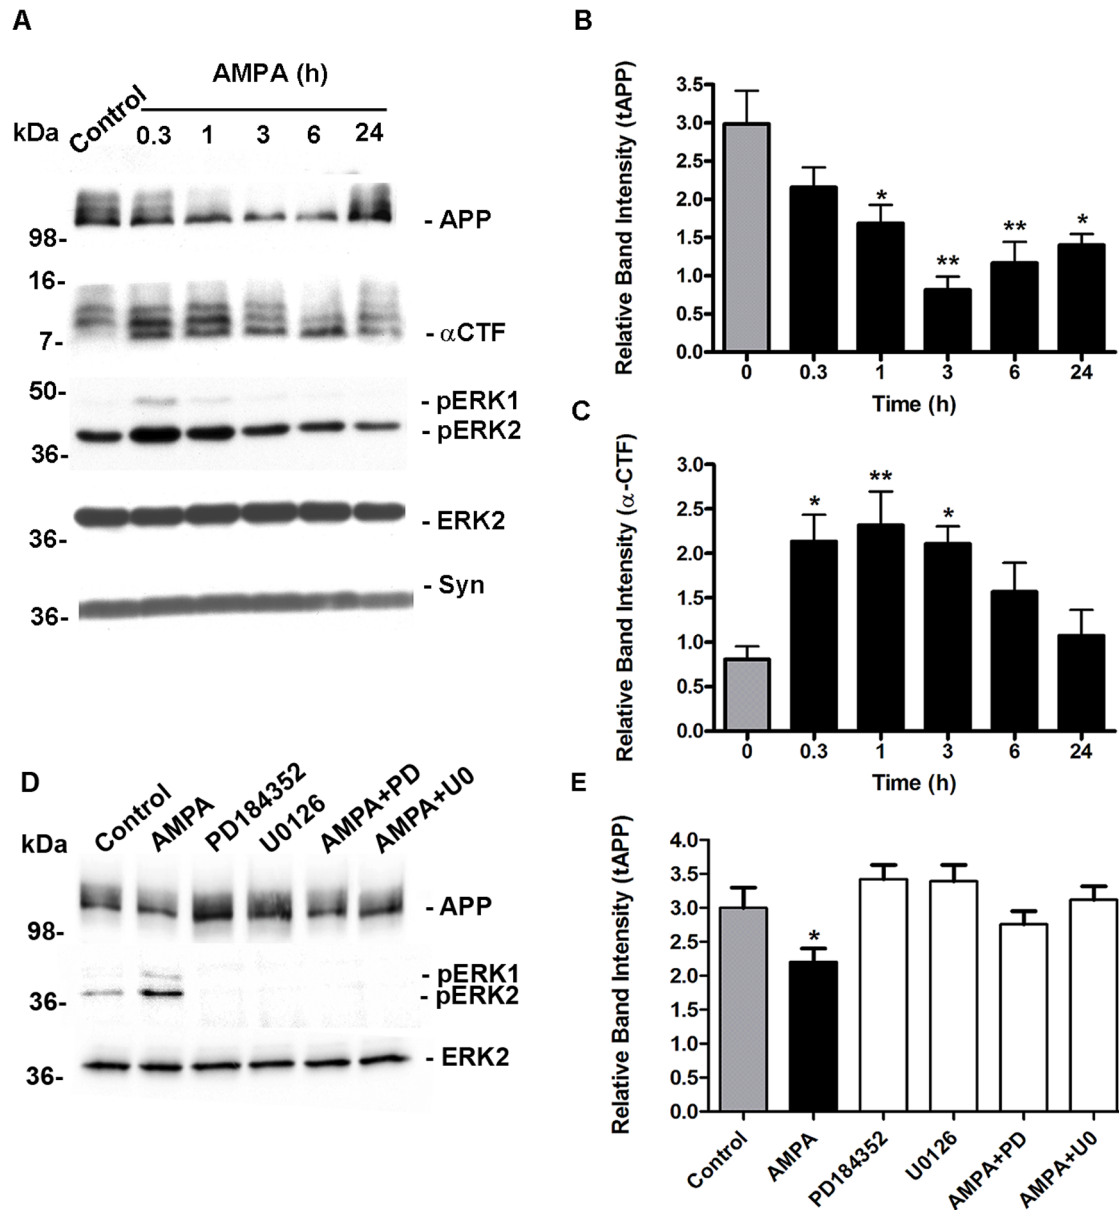 A
AMPA (h)
kDa Control 0.3 1 3 6 24
- APP
98-
16-
- αCTF
7-
50-
- pERK1
- pERK2
36-
- ERK2
36-
- Syn
36-
B
Relative Band Intensity (tAPP)
3.5
3.0
2.5
2.0
1.5
1.0
0.5
0.0
* ** ** *
0 0.3 1 3 6 24
Time (h)
C
Relative Band Intensity (α-CTF)
3.0
2.5
2.0
1.5
1.0
0.5
0.0
* ** *
0 0.3 1 3 6 24
Time (h)
D
kDa Control AMPA PD184352 U0126 AMPA+PD AMPA+U0
- APP
98-
- pERK1
- pERK2
36-
- ERK2
36-
E
Relative Band Intensity (tAPP)
4.0
3.5
3.0
2.5
2.0
1.5
1.0
0.5
0.0
*
Control AMPA PD184352 U0126 AMPA+PD AMPA+U0